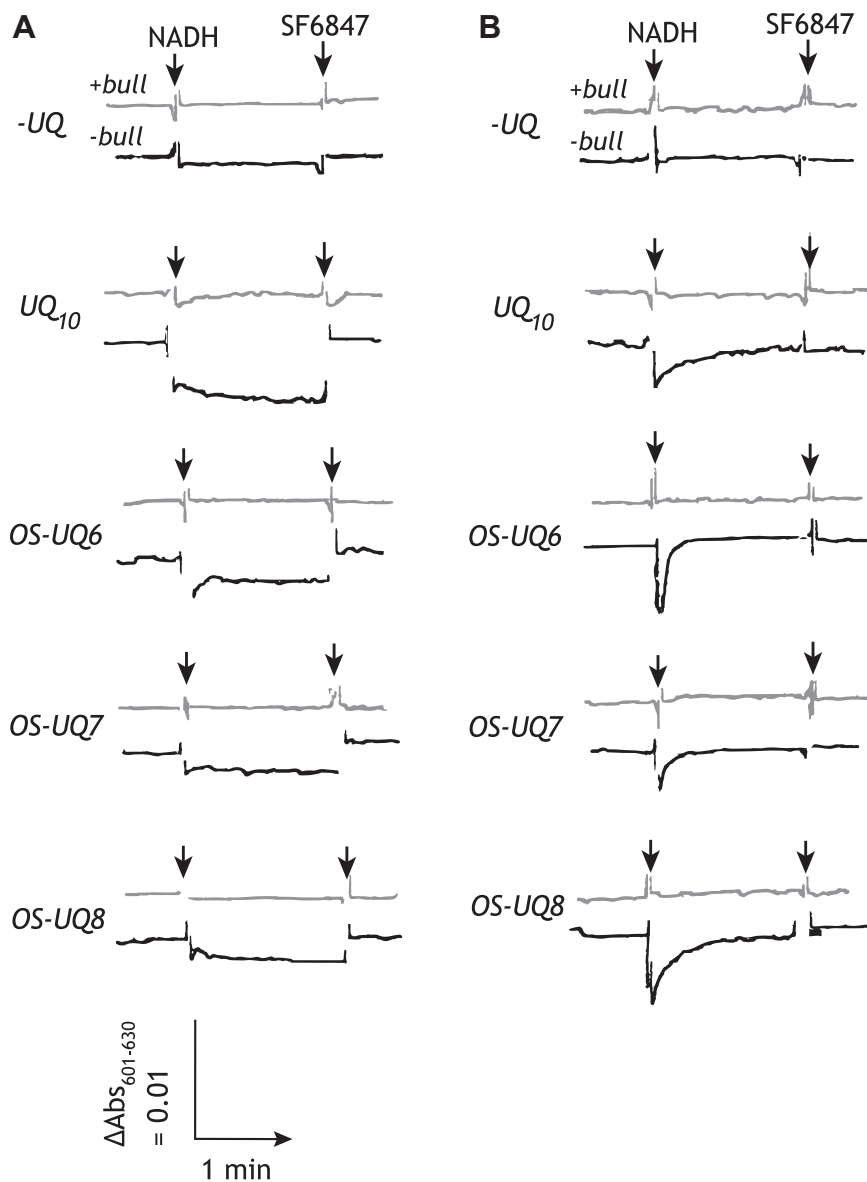 A
NADH
SF6847
+bull
-UQ
-bull
UQ10
OS-UQ6
OS-UQ7
OS-UQ8
ΔAbs601-630
= 0.01
1 min
B
NADH
SF6847
+bull
-UQ
-bull
UQ10
OS-UQ6
OS-UQ7
OS-UQ8